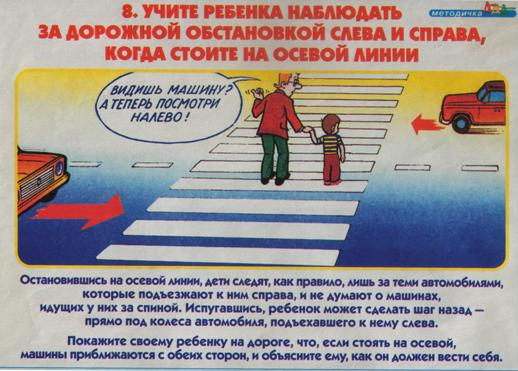 8. УЧИТЕ РЕБЕНКА НАБЛЮДАТЬ
ЗА ДОРОЖНОЙ ОБСТАНОВКОЙ СЛЕВА И СПРАВА,
КОГДА СТОИТЕ НА ОСЕВОЙ ЛИНИИ
методичка
ВИДИШЬ МАШИНУ?
А ТЕПЕРЬ ПОСМОТРИ
НАЛЕВО!
Остановившись на осевой линии, дети следят, как правило, лишь за теми автомобилями,
которые подъезжают к ним справа, и не думают о машинах,
идущих у них за спиной. Испугавшись, ребенок может сделать шаг назад –
прямо под колеса автомобиля, подъехавшего к нему слева.
Покажите своему ребенку на дороге, что, если стоять на осевой,
машины приближаются с обеих сторон, и объясните ему, как он должен вести себя.